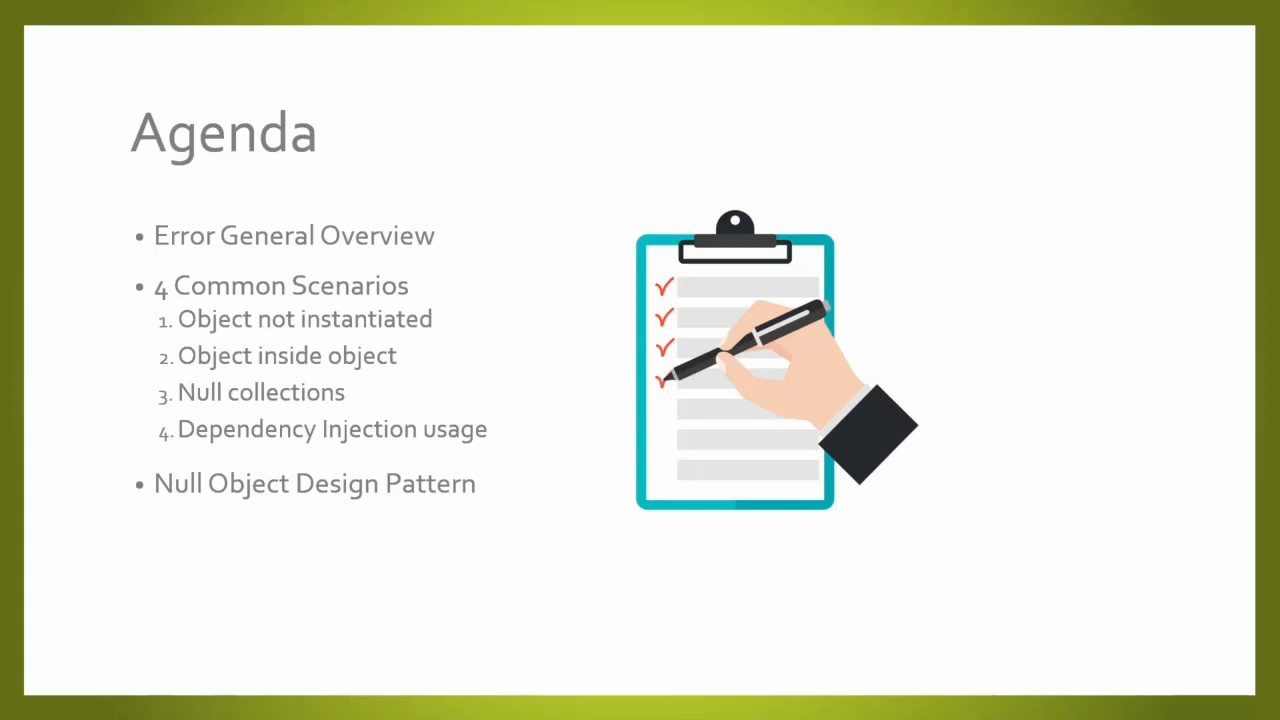 Agenda
• Error General Overview
• 4 Common Scenarios
1. Object not instantiated
2. Object inside object
3. Null collections
4. Dependency Injection usage
• Null Object Design Pattern